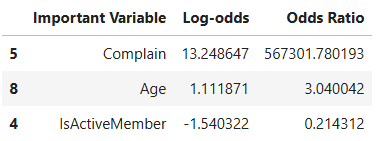 Important Variable Log-odds Odds Ratio
5 Complain 13.248647 567301.780193
8 Age 1.111871 3.040042
4 IsActiveMember -1.540322 0.214312